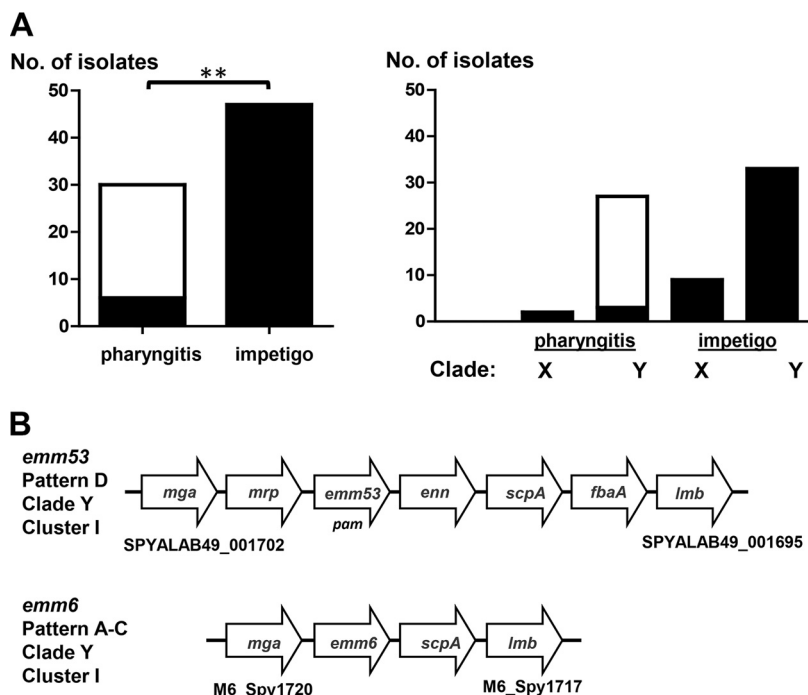 A
No. of isolates
**
50
40
30
20
10
0
pharyngitis impetigo
No. of isolates
50
40
30
20
10
0
pharyngitis impetigo
Clade: X Y X Y
B
emm53
Pattern D
Clade Y
Cluster I
mga mrp emm53 enn scpA fbaA lmb
pam
SPYALAB49_001702 SPYALAB49_001695
emm6
Pattern A-C
Clade Y
Cluster I
mga emm6 scpA lmb
M6_Spy1720 M6_Spy1717